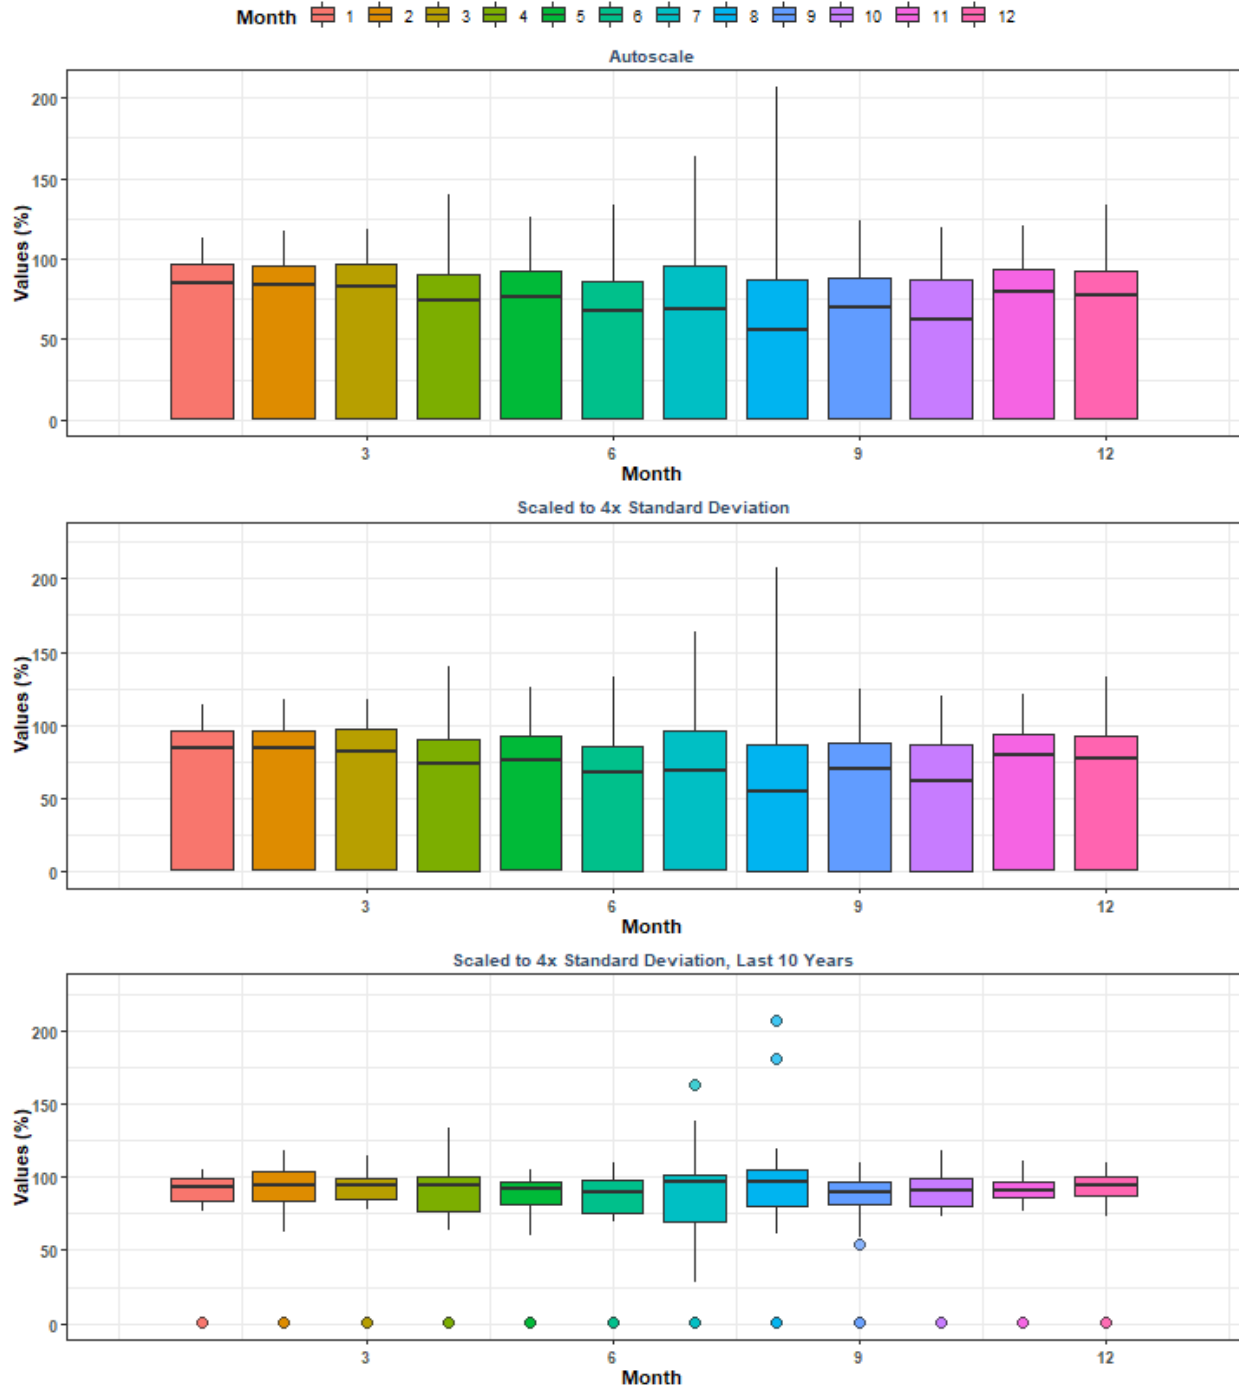 Month 1 2 3 4 5 6 7 8 9 10 11 12
Autoscale
Values (%)
200
150
100
50
0
3 6 9 12
Month
Scaled to 4x Standard Deviation
Values (%)
200
150
100
50
0
3 6 9 12
Month
Scaled to 4x Standard Deviation, Last 10 Years
Values (%)
200
150
100
50
0
3 6 9 12
Month